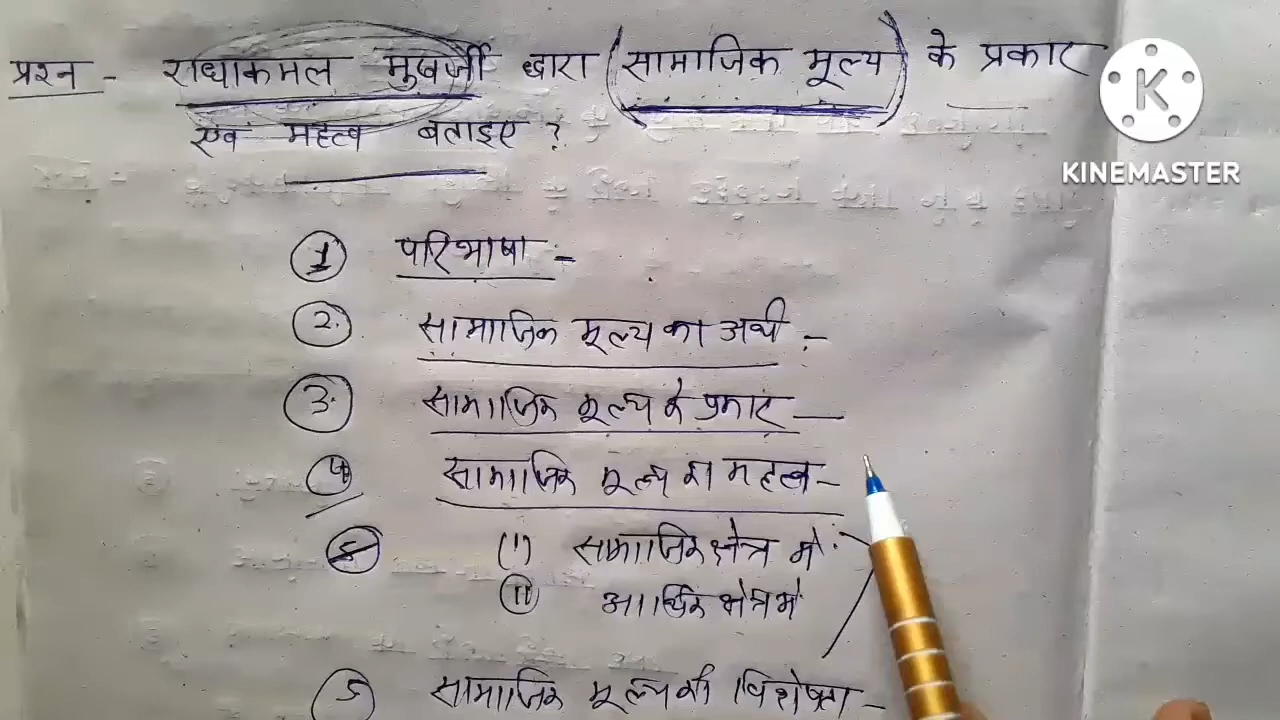 प्रश्न - राधाकमल मुखर्जी द्वारा (सामाजिक मूल्य) के प्रकार
एवं महत्व बताइए ?
K
KINEMASTER
① परिभाषा :-
② सामाजिक मूल्य का अर्थ :-
③ सामाजिक मूल्य के प्रकार —
④ सामाजिक मूल्य का महत्व -
(i) सामाजिक क्षेत्र में
(ii) आर्थिक क्षेत्र में
5 सामाजिक मूल्य की विशेषता -